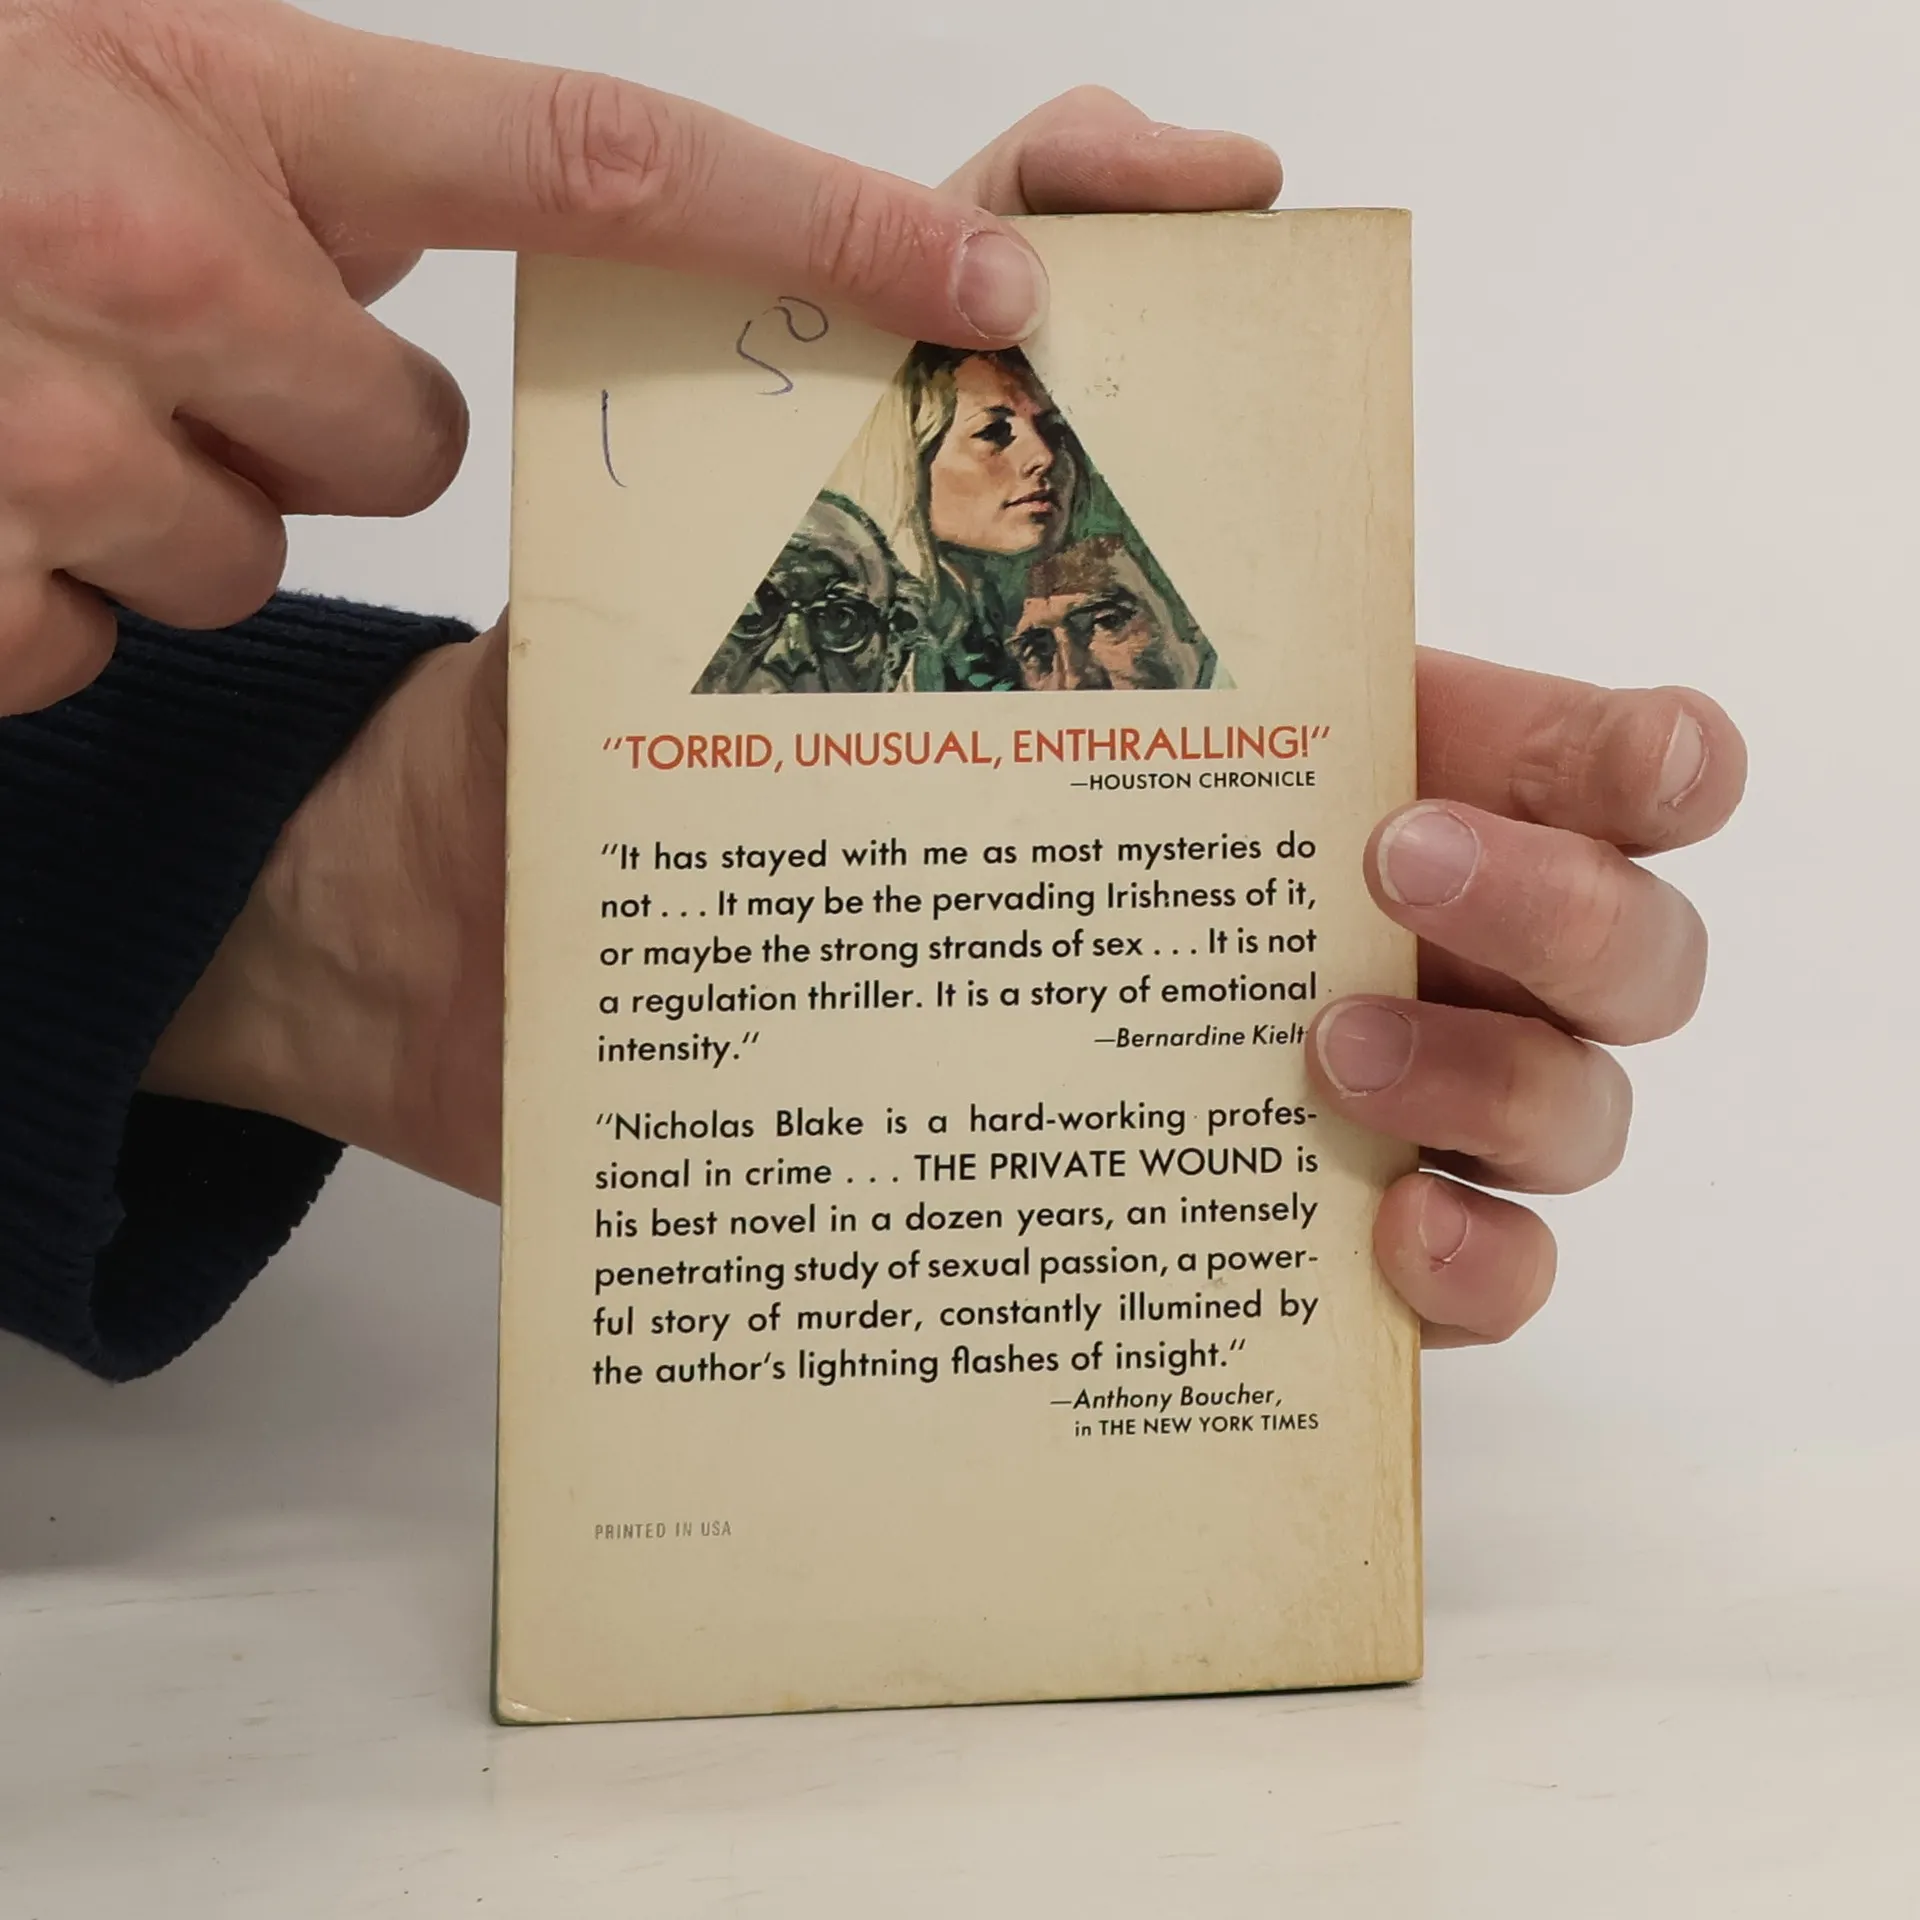 1 50
"TORRID, UNUSUAL, ENTHRALLING!"
—HOUSTON CHRONICLE
"It has stayed with me as most mysteries do
not . . . It may be the pervading Irishness of it,
or maybe the strong strands of sex . . . It is not
a regulation thriller. It is a story of emotional
intensity." —Bernardine
"Nicholas Blake is a hard-working profes-
sional in crime . . . THE PRIVATE WOUND is
his best novel in a dozen years, an intensely
penetrating study of sexual passion, a power-
ful story of murder, constantly illumined by
the author's lightning flashes of insight."
—Anthony Boucher,
in THE NEW YORK TIMES
PRINTED IN USA